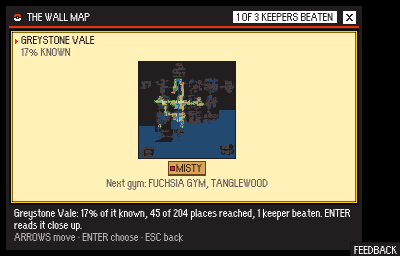 THE WALL MAP
1 OF 3 KEEPERS BEATEN
X
GREYSTONE VALE
17% KNOWN
MISTY
Next gym: FUCHSIA GYM, TANGLEWOOD
Greystone Vale: 17% of it known, 45 of 204 places reached, 1 keeper beaten. ENTER
reads it close up.
ARROWS move · ENTER choose · ESC back
FEEDBACK